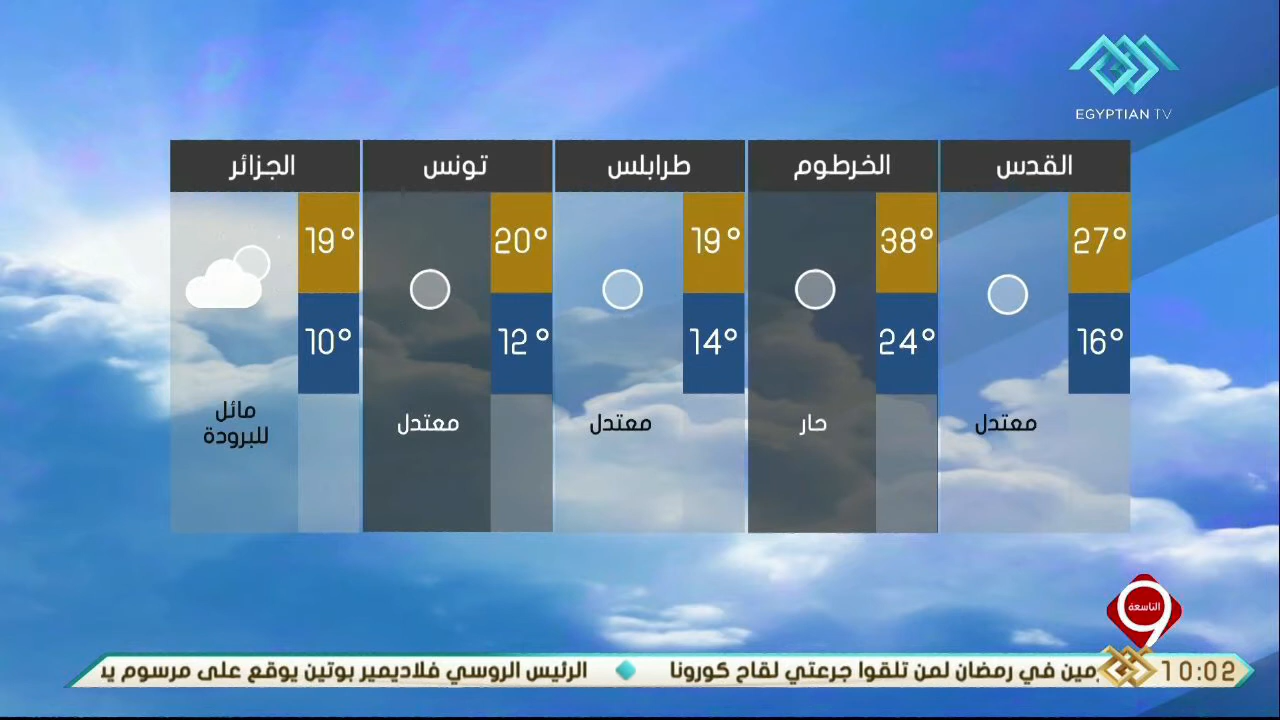 EGYPTIAN TV
القدس
27°
16°
معتدل
الخرطوم
38°
24°
حار
طرابلس
19°
14°
معتدل
تونس
20°
12°
معتدل
الجزائر
19°
10°
مائل
للبرودة
التاسعة
9
10:02
في رمضان لمن تلقوا جرعتي لقاح كورونا
الرئيس الروسي فلاديمير بوتين يوقع على مرسوم